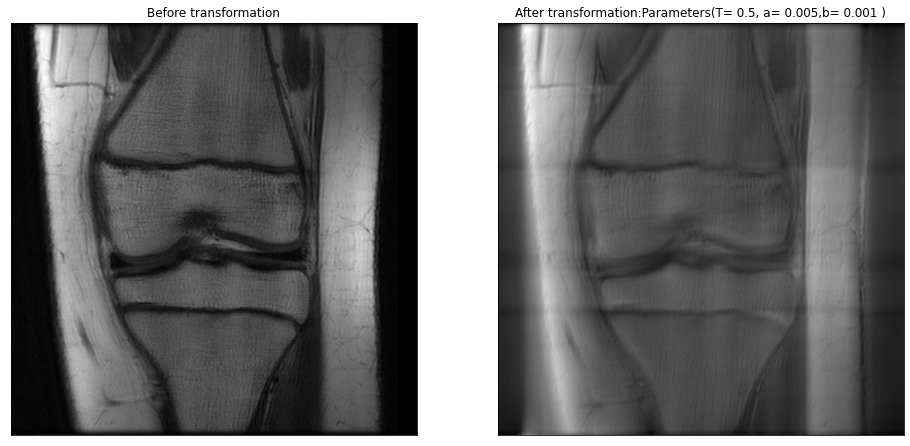 Before transformation
After transformation:Parameters(T= 0.5, a= 0.005,b= 0.001 )